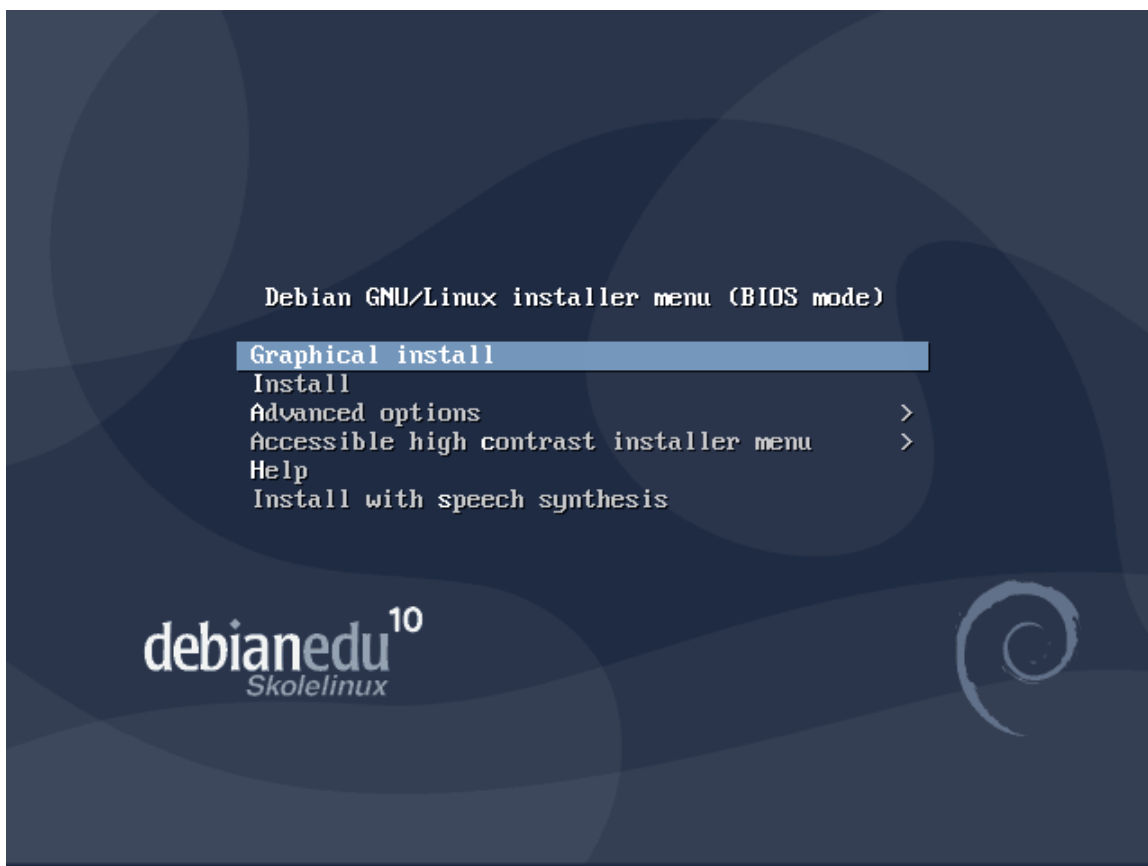 Debian GNU/Linux installer menu (BIOS mode)
Graphical install
Install
Advanced options >
Accessible high contrast installer menu >
Help
Install with speech synthesis
debianedu 10
Skolelinux